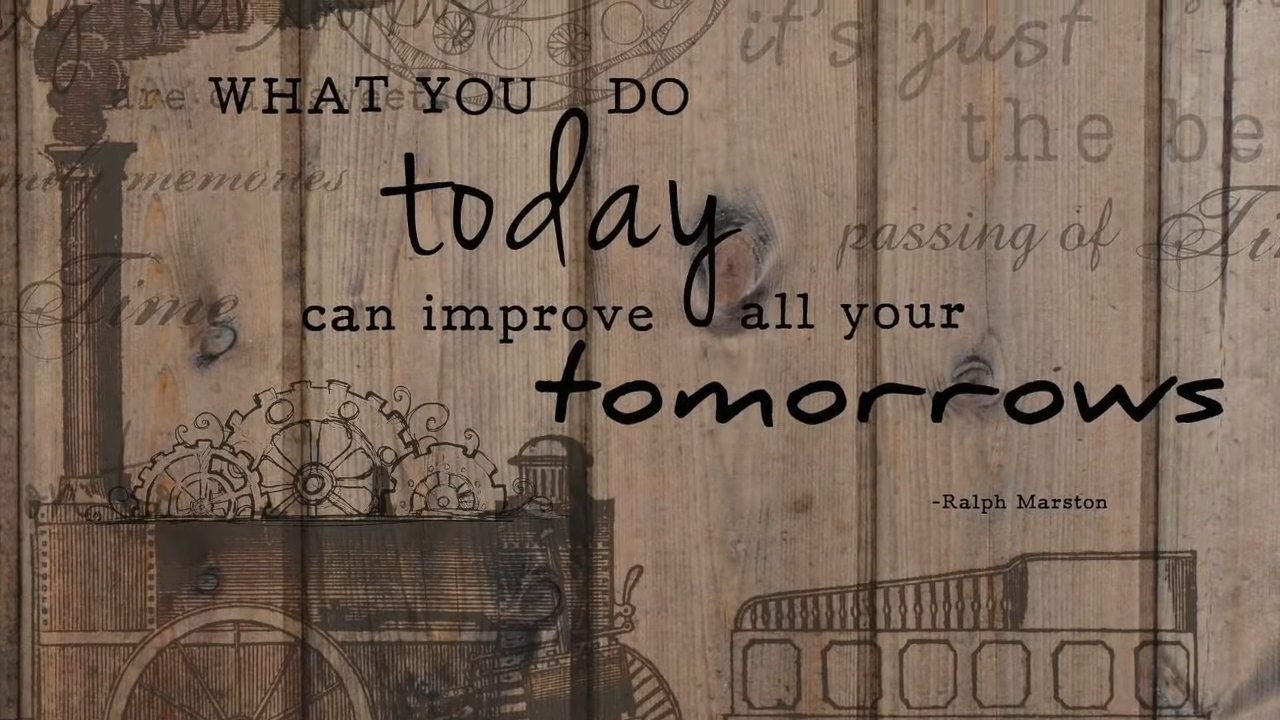 it's just
are
WHAT YOU DO
the be
today
memories
passing of
Time
can improve all your
tomorrows
-Ralph Marston